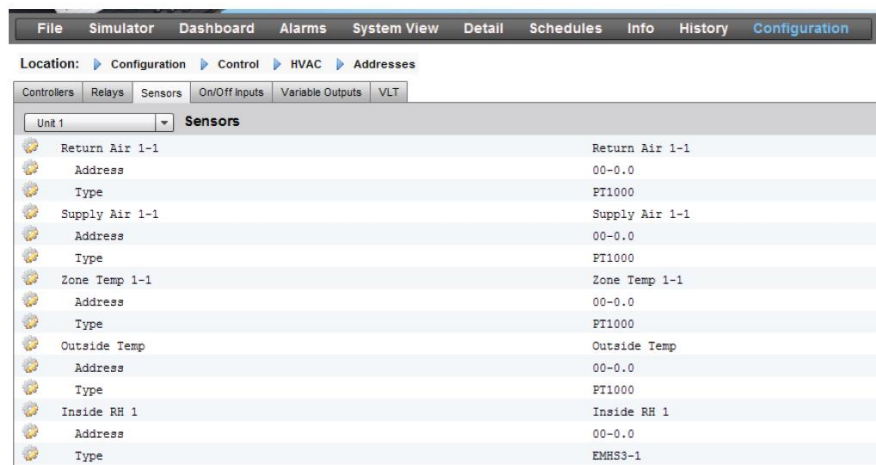 File Simulator Dashboard Alarms System View Detail Schedules Info History Configuration
Location: Configuration Control HVAC Addresses
Controllers Relays Sensors On/Off Inputs Variable Outputs VLT
Unit 1 Sensors
Return Air 1-1 Return Air 1-1
Address 00-0.0
Type PT1000
Supply Air 1-1 Supply Air 1-1
Address 00-0.0
Type PT1000
Zone Temp 1-1 Zone Temp 1-1
Address 00-0.0
Type PT1000
Outside Temp Outside Temp
Address 00-0.0
Type PT1000
Inside RH 1 Inside RH 1
Address 00-0.0
Type EMHS3-1